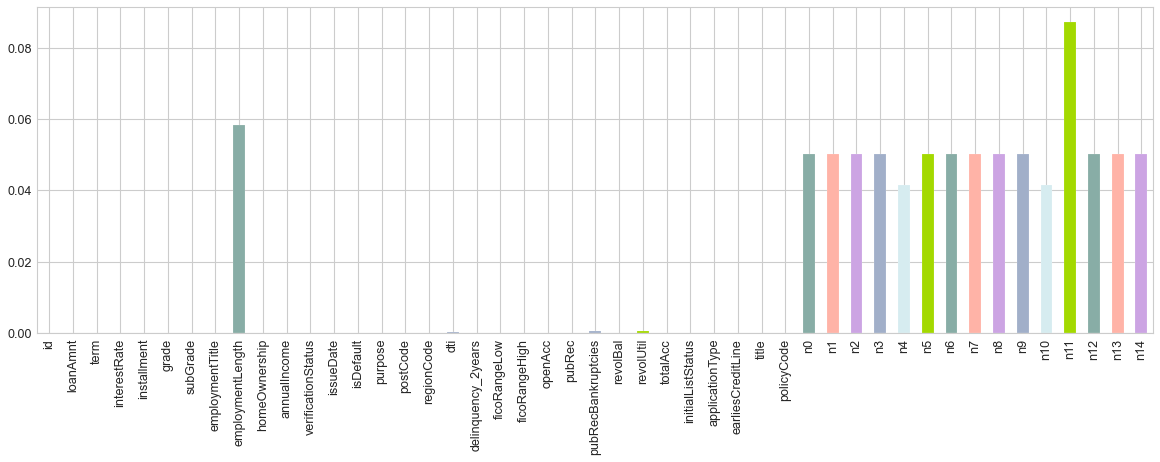 0.08
0.06
0.04
0.02
0.00
id
loanAmnt
term
interestRate
installment
grade
subGrade
employmentTitle
employmentLength
homeOwnership
annualIncome
verificationStatus
issueDate
isDefault
purpose
postCode
regionCode
dti
delinquency_2years
ficoRangeLow
ficoRangeHigh
openAcc
pubRec
pubRecBankruptcies
revolBal
revolUtil
totalAcc
initialListStatus
applicationType
earliesCreditLine
title
policyCode
n0
n1
n2
n3
n4
n5
n6
n7
n8
n9
n10
n11
n12
n13
n14